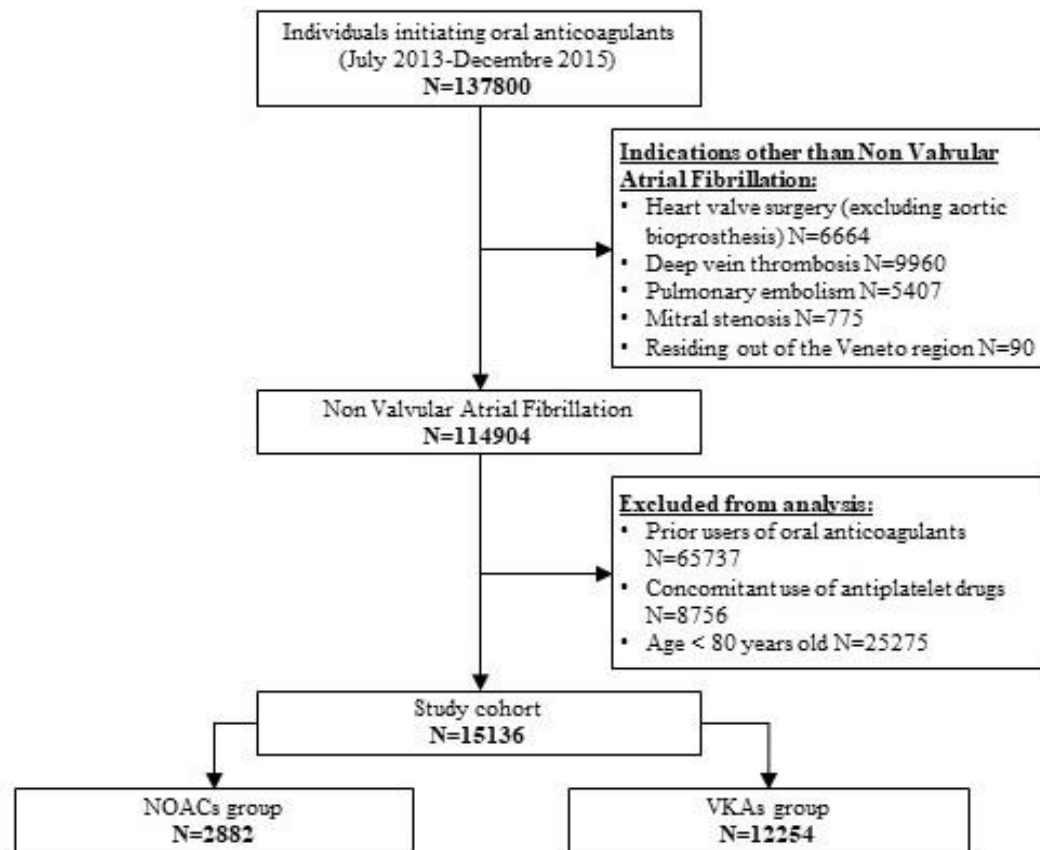 Individuals initiating oral anticoagulants
(July 2013-Decembre 2015)
N=137800
Indications other than Non Valvular
Atrial Fibrillation:
• Heart valve surgery (excluding aortic
bioprosthesis) N=6664
• Deep vein thrombosis N=9960
• Pulmonary embolism N=5407
• Mitral stenosis N=775
• Residing out of the Veneto region N=90
Non Valvular Atrial Fibrillation
N=114904
Excluded from analysis:
• Prior users of oral anticoagulants
N=65737
• Concomitant use of antiplatelet drugs
N=8756
• Age < 80 years old N=25275
Study cohort
N=15136
NOACs group
N=2882
VKAs group
N=12254